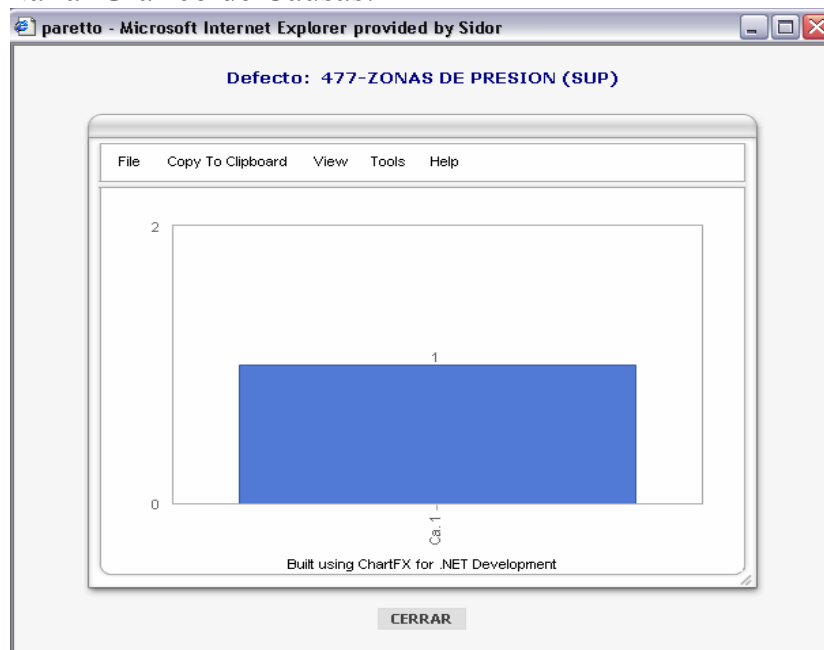 paretto - Microsoft Internet Explorer provided by Sidor
Defecto: 477-ZONAS DE PRESION (SUP)
File Copy To Clipboard View Tools Help
2
1
0
Ca. 1
Built using ChartFX for .NET Development
CERRAR